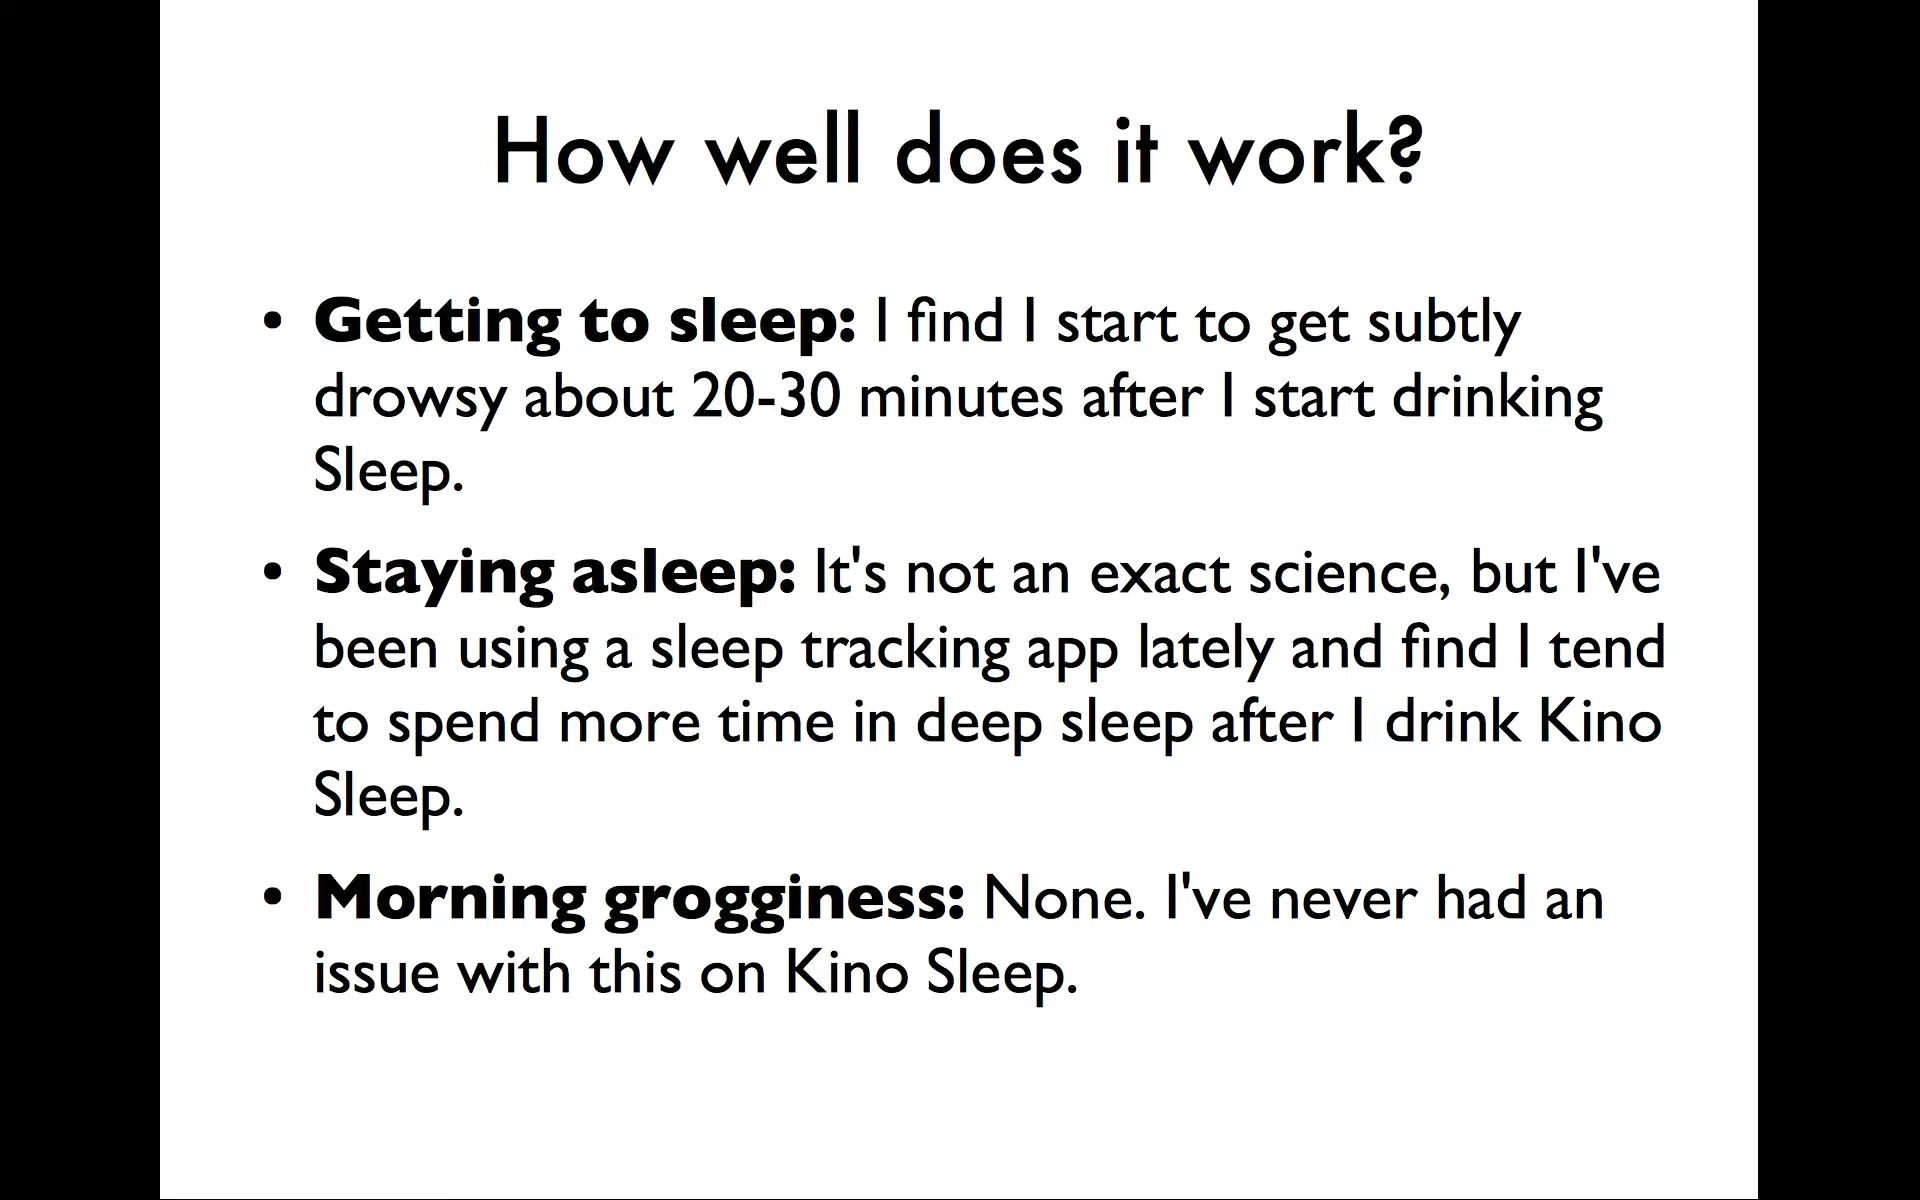 How well does it work?
• Getting to sleep: I find I start to get subtly
drowsy about 20-30 minutes after I start drinking
Sleep.
• Staying asleep: It's not an exact science, but I've
been using a sleep tracking app lately and find I tend
to spend more time in deep sleep after I drink Kino
Sleep.
• Morning grogginess: None. I've never had an
issue with this on Kino Sleep.